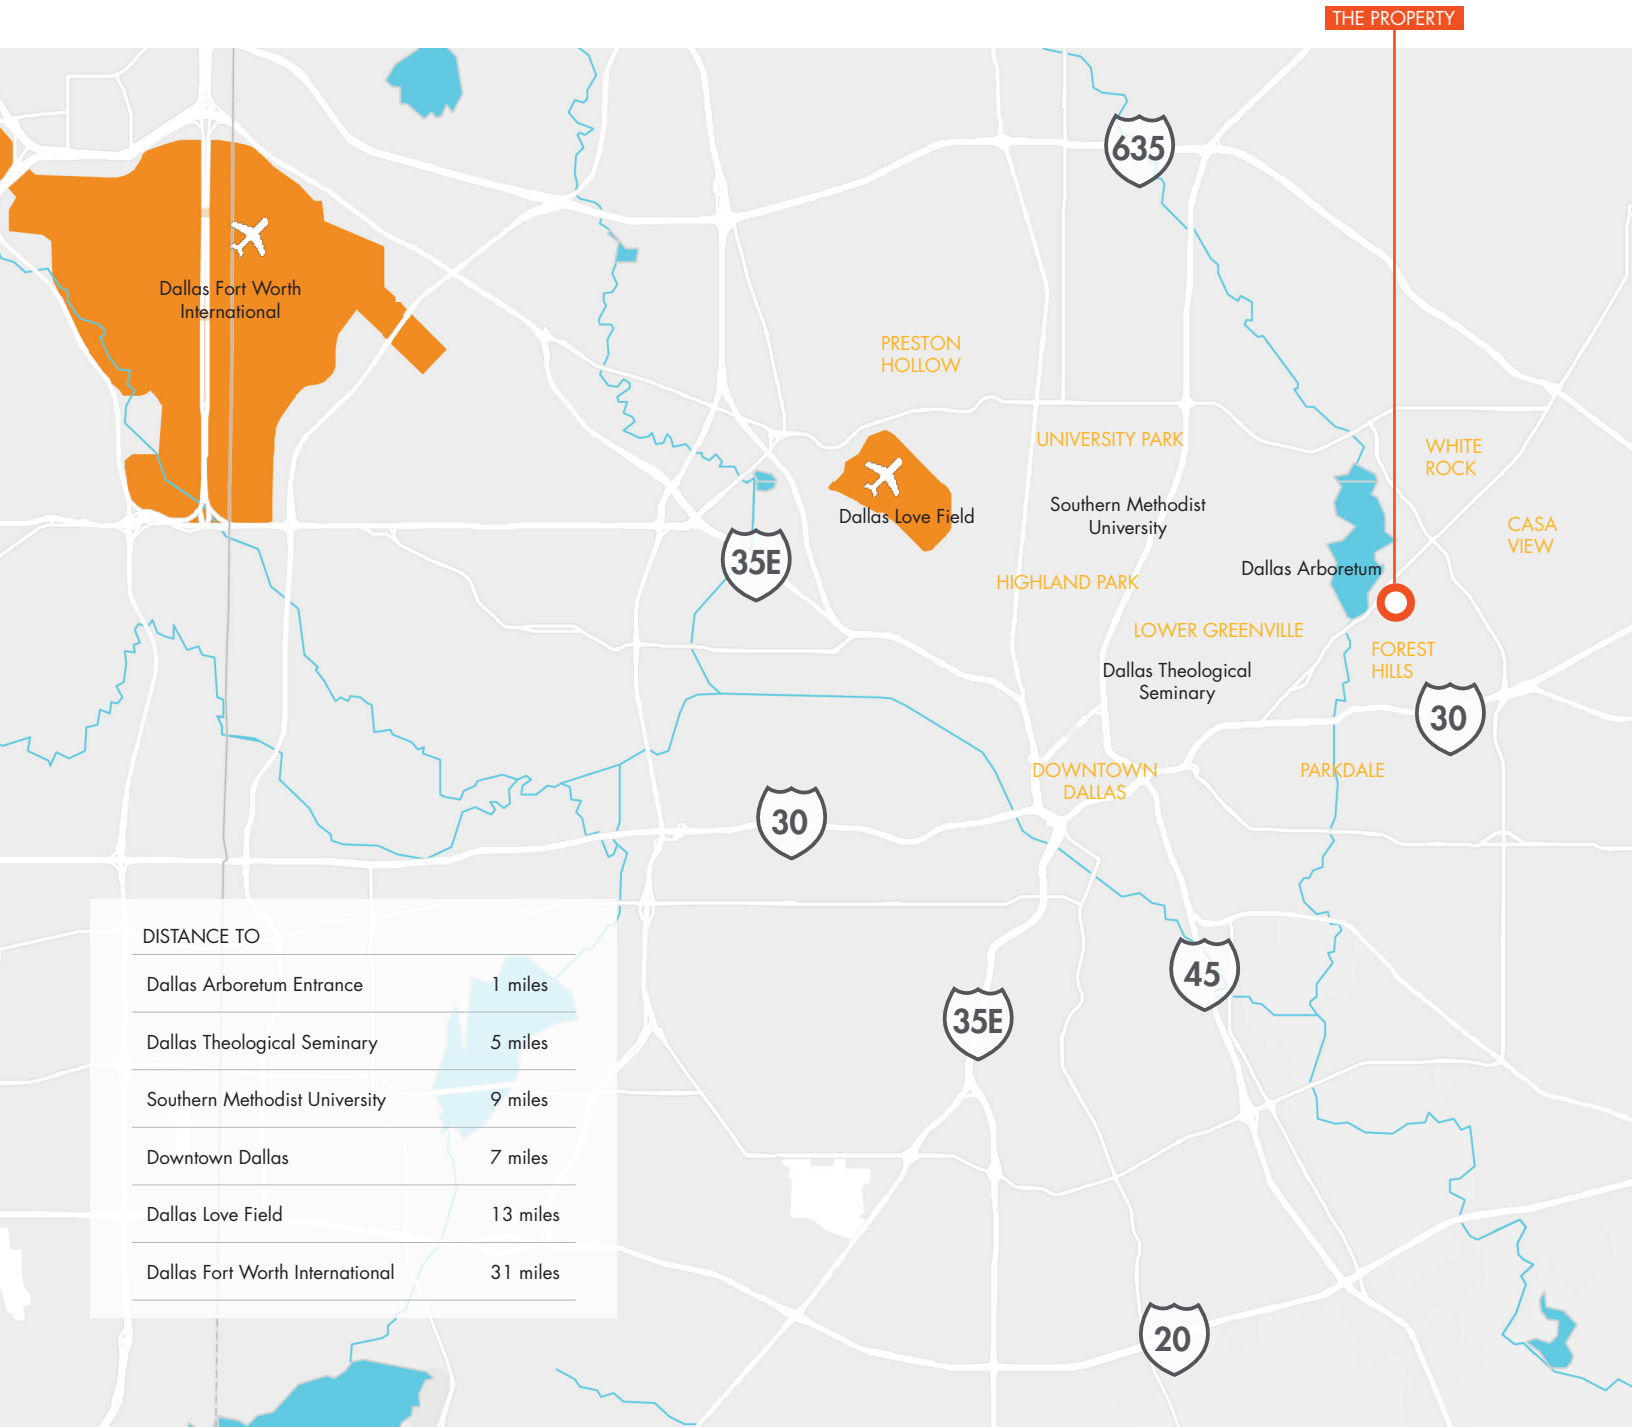 THE PROPERTY
635
Dallas Fort Worth
International
PRESTON
HOLLOW
UNIVERSITY PARK
WHITE
ROCK
Southern Methodist
University
Dallas Love Field
CASA
VIEW
35E
Dallas Arboretum
HIGHLAND PARK
LOWER GREENVILLE
FOREST
HILLS
Dallas Theological
Seminary
30
DOWNTOWN
DALLAS
PARKDALE
30
DISTANCE TO
Dallas Arboretum Entrance 1 miles
Dallas Theological Seminary 5 miles
Southern Methodist University 9 miles
Downtown Dallas 7 miles
Dallas Love Field 13 miles
Dallas Fort Worth International 31 miles
45
35E
20